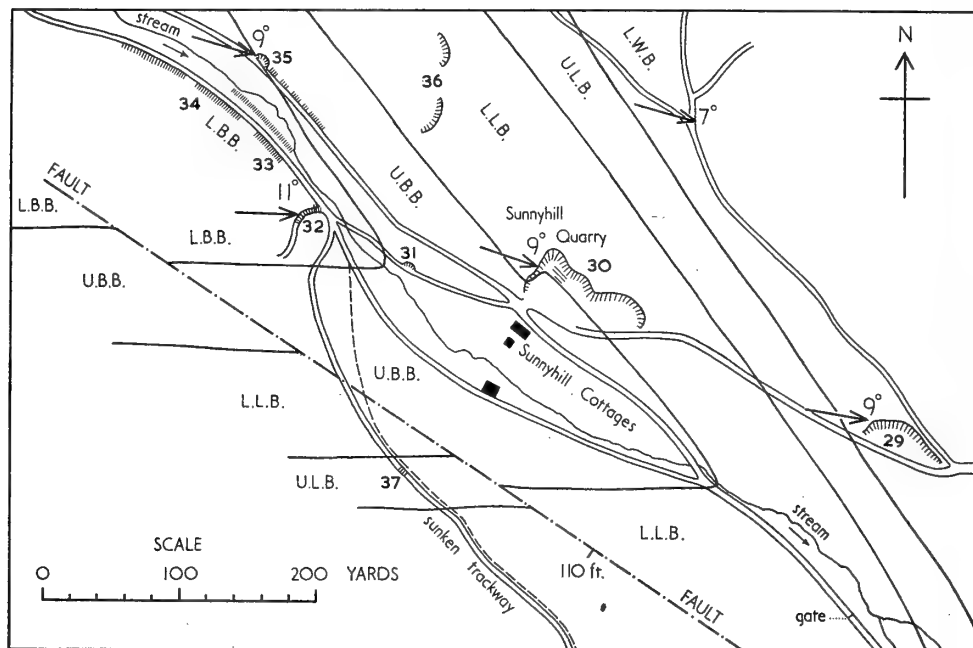 stream
9°
35
36
L.W.B.
N
U.L.B.
34
L.B.B.
L.L.B.
7°
33
FAULT
11°
U.B.B.
L.B.B.
L.B.B.
32
Sunnyhill
9° Quarry
30
31
U.B.B.
Sunnyhill
Cottages
U.B.B.
L.L.B.
9°
29
U.L.B.
37
stream
sunken
trackway
L.L.B.
SCALE
0 100 200 YARDS
110 ft.
FAULT
gate